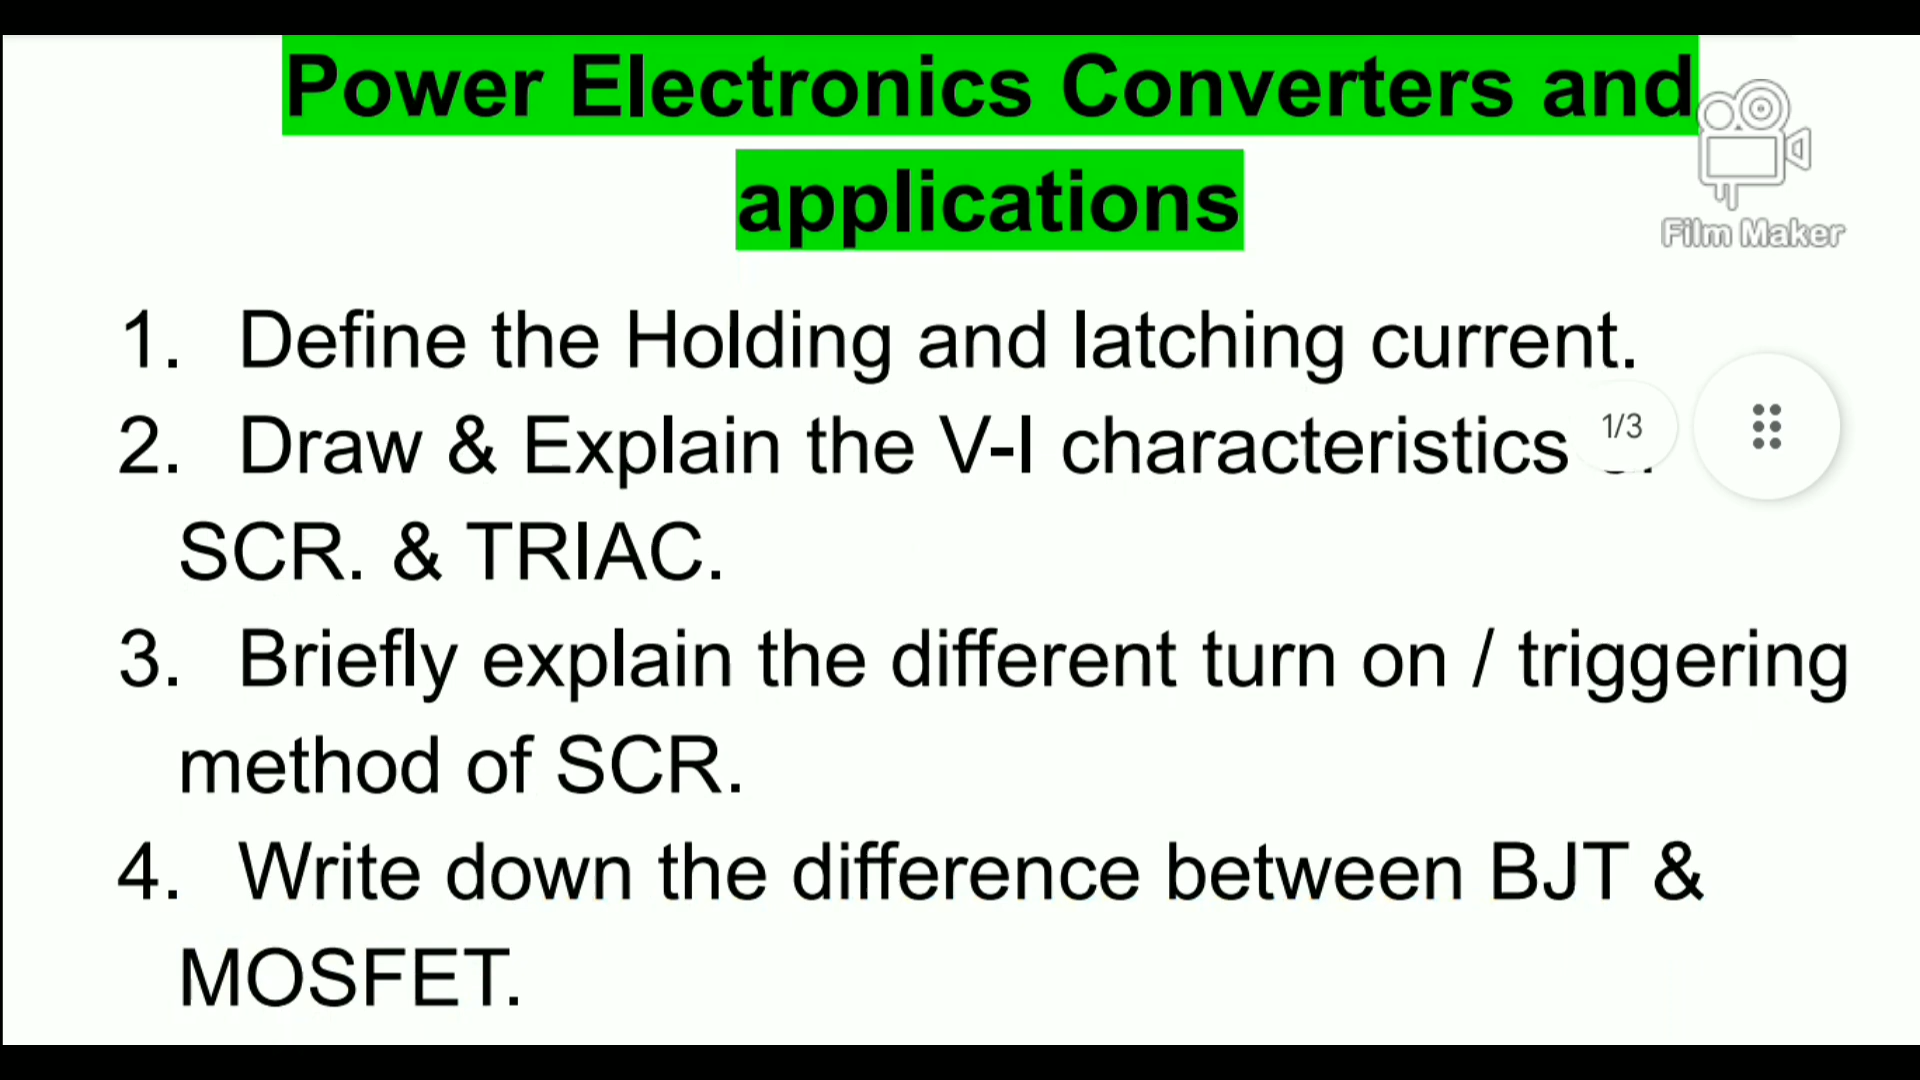 Power Electronics Converters and
applications
Film Maker
1. Define the Holding and latching current.
2. Draw & Explain the V-I characteristics
1/3
SCR. & TRIAC.
3. Briefly explain the different turn on / triggering
method of SCR.
4. Write down the difference between BJT &
MOSFET.